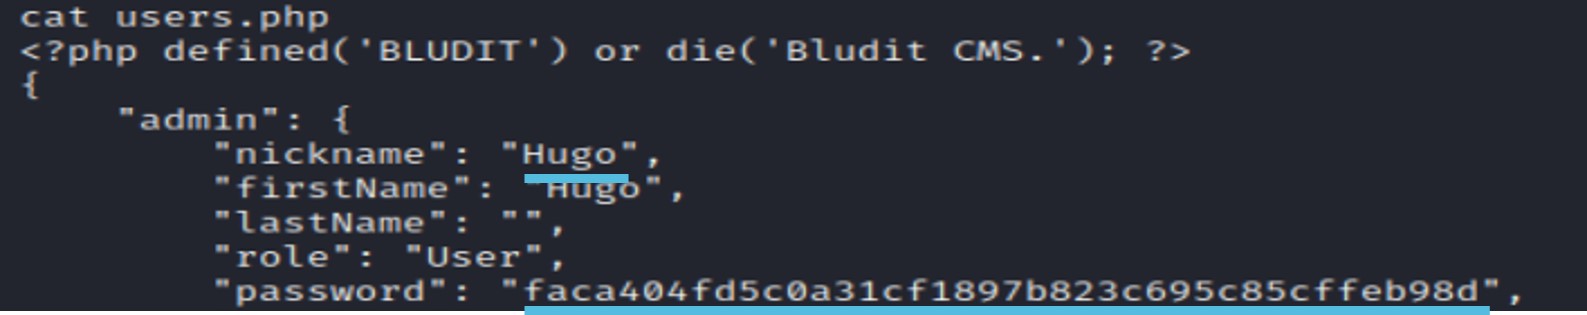 cat users.php
<?php defined('BLUDIT') or die('Bludit CMS.'); ?>
{
"admin": {
"nickname": "Hugo",
"firstName": "Hugo",
"lastName": "",
"role": "User",
"password": "faca404fd5c0a31cf1897b823c695c85cffeb98d",